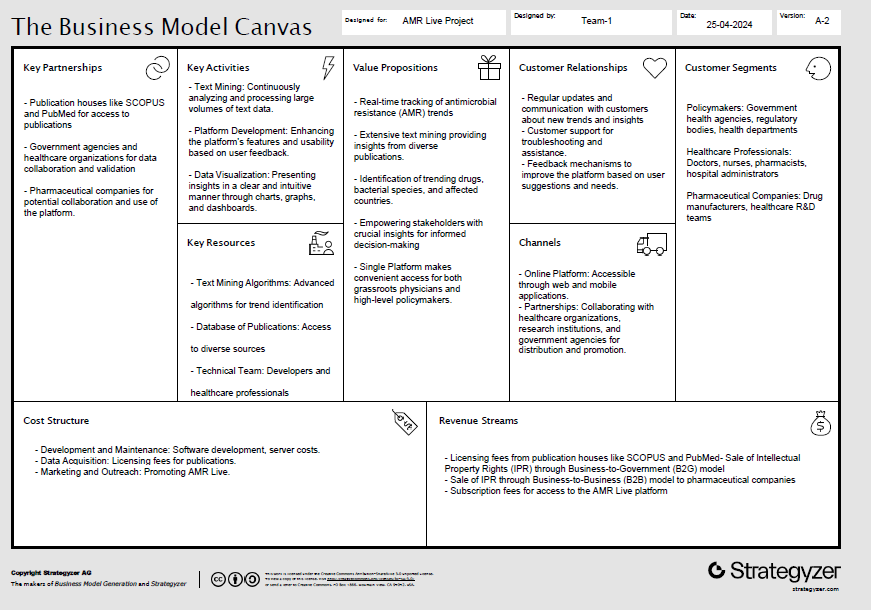 The Business Model Canvas
Designed for:
AMR Live Project
Designed by:
Team-1
Date:
25-04-2024
Version:
A-2
Key Partnerships
- Publication houses like SCOPUS
and PubMed for access to
publications
- Government agencies and
healthcare organizations for data
collaboration and validation
- Pharmaceutical companies for
potential collaboration and use of
the platform.
Key Activities
- Text Mining: Continuously
analyzing and processing large
volumes of text data.
- Platform Development: Enhancing
the platform's features and usability
based on user feedback.
- Data Visualization: Presenting
insights in a clear and intuitive
manner through charts, graphs,
and dashboards.
Key Resources
- Text Mining Algorithms: Advanced
algorithms for trend identification
- Database of Publications: Access
to diverse sources
- Technical Team: Developers and
healthcare professionals
Value Propositions
- Real-time tracking of antimicrobial
resistance (AMR) trends
- Extensive text mining providing
insights from diverse
publications.
- Identification of trending drugs,
bacterial species, and affected
countries.
- Empowering stakeholders with
crucial insights for informed
decision-making
- Single Platform makes
convenient access for both
grassroots physicians and
high-level policymakers.
Customer Relationships
- Regular updates and
communication with customers
about new trends and insights
- Customer support for
troubleshooting and
assistance.
- Feedback mechanisms to
improve the platform based on user
suggestions and needs.
Channels
- Online Platform: Accessible
through web and mobile
applications.
- Partnerships: Collaborating with
healthcare organizations,
research institutions, and
government agencies for
distribution and promotion.
Customer Segments
Policymakers: Government
health agencies, regulatory
bodies, health departments
Healthcare Professionals:
Doctors, nurses, pharmacists,
hospital administrators
Pharmaceutical Companies: Drug
manufacturers, healthcare R&D
teams
Cost Structure
- Development and Maintenance: Software development, server costs.
- Data Acquisition: Licensing fees for publications.
- Marketing and Outreach: Promoting AMR Live.
Revenue Streams
- Licensing fees from publication houses like SCOPUS and PubMed- Sale of Intellectual
Property Rights (IPR) through Business-to-Government (B2G) model
- Sale of IPR through Business-to-Business (B2B) model to pharmaceutical companies
- Subscription fees for access to the AMR Live platform
Copyright Strategyzer AG
The makers of Business Model Generation and Strategyzer
Strategyzer
strategyzer.com